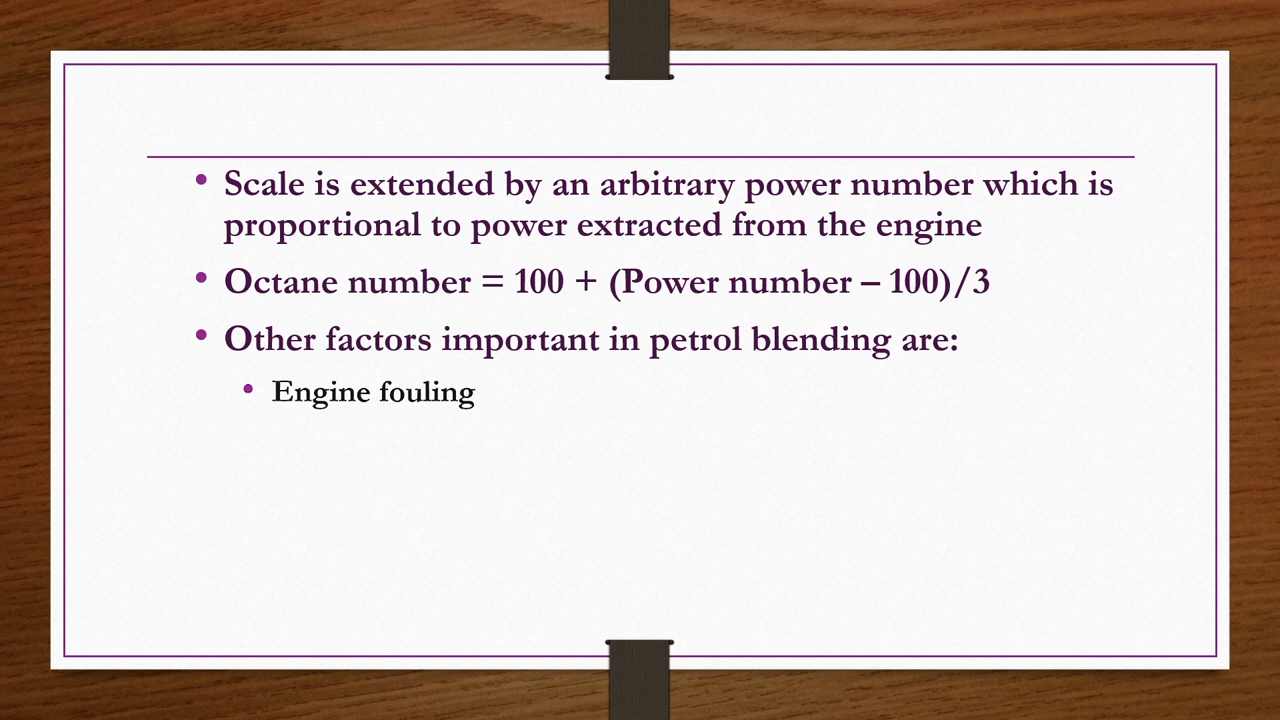 • Scale is extended by an arbitrary power number which is
proportional to power extracted from the engine
• Octane number = 100 + (Power number – 100)/3
• Other factors important in petrol blending are:
• Engine fouling